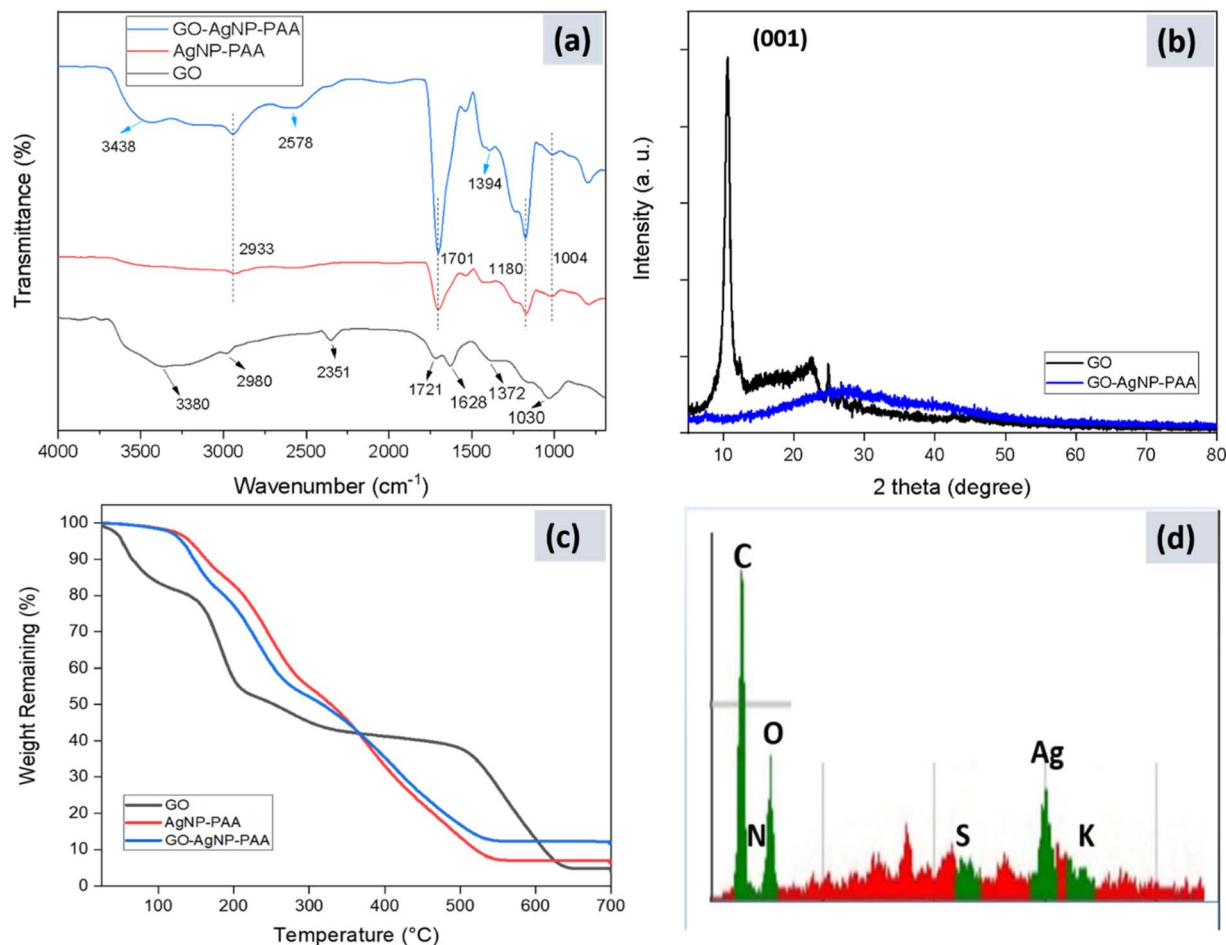 GO-AgNP-PAA
AgNP-PAA
GO
(a)
3438
2578
1394
2933
1701
1180
1004
2980
2351
3380
1721
1628
1372
1030
4000 3500 3000 2500 2000 1500 1000
Wavenumber (cm⁻¹)
Transmittance (%)
(001)
(b)
GO
GO-AgNP-PAA
10 20 30 40 50 60 70 80
2 theta (degree)
Intensity (a. u.)
(c)
100
90
80
70
60
50
40
30
20
10
0
GO
AgNP-PAA
GO-AgNP-PAA
100 200 300 400 500 600 700
Temperature (°C)
Weight Remaining (%)
(d)
C
O
Ag
N
S
K